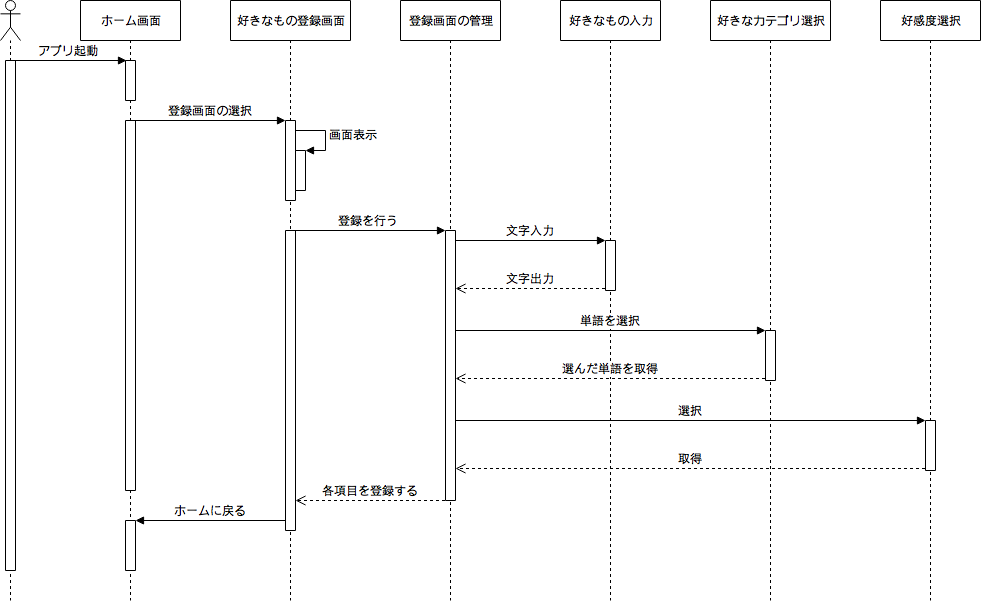 ホーム画面
好きなもの登録画面
登録画面の管理
好きなもの入力
好きなカテゴリ選択
好感度選択
アプリ起動
登録画面の選択
画面表示
登録を行う
文字入力
文字出力
単語を選択
選んだ単語を取得
選択
取得
各項目を登録する
ホームに戻る